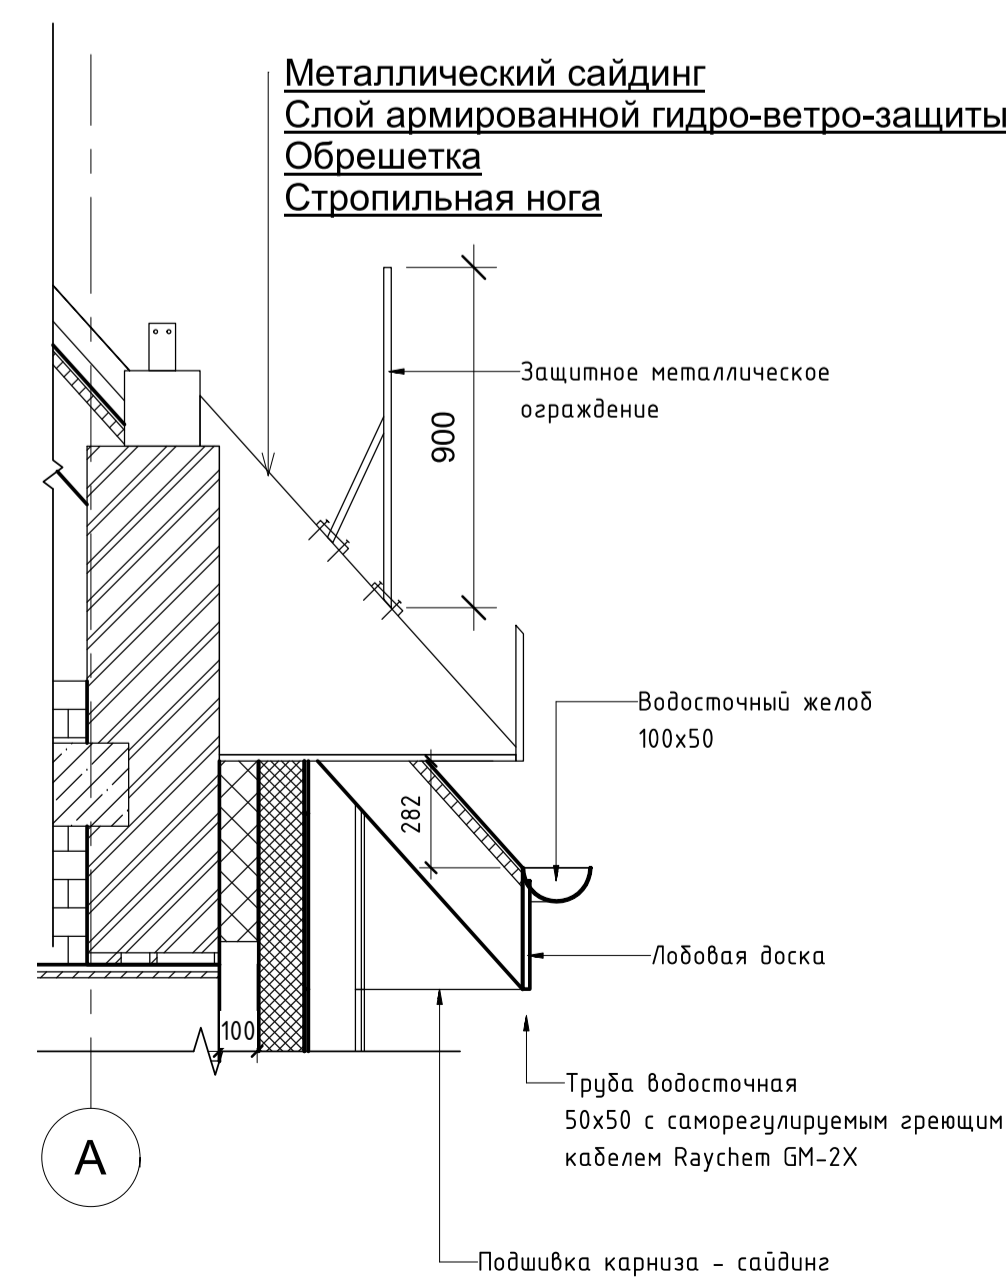 Металлический сайдинг
Слой армированной гидро-ветро-защиты
Обрешетка
Стропильная нога
Защитное металлическое
ограждение
900
Водосточный желоб
100х50
282
Лобовая доска
100
Труба водосточная
50х50 с саморегулируемым греющим
кабелем Raychem GM-2X
А
Подшивка карниза - сайдинг